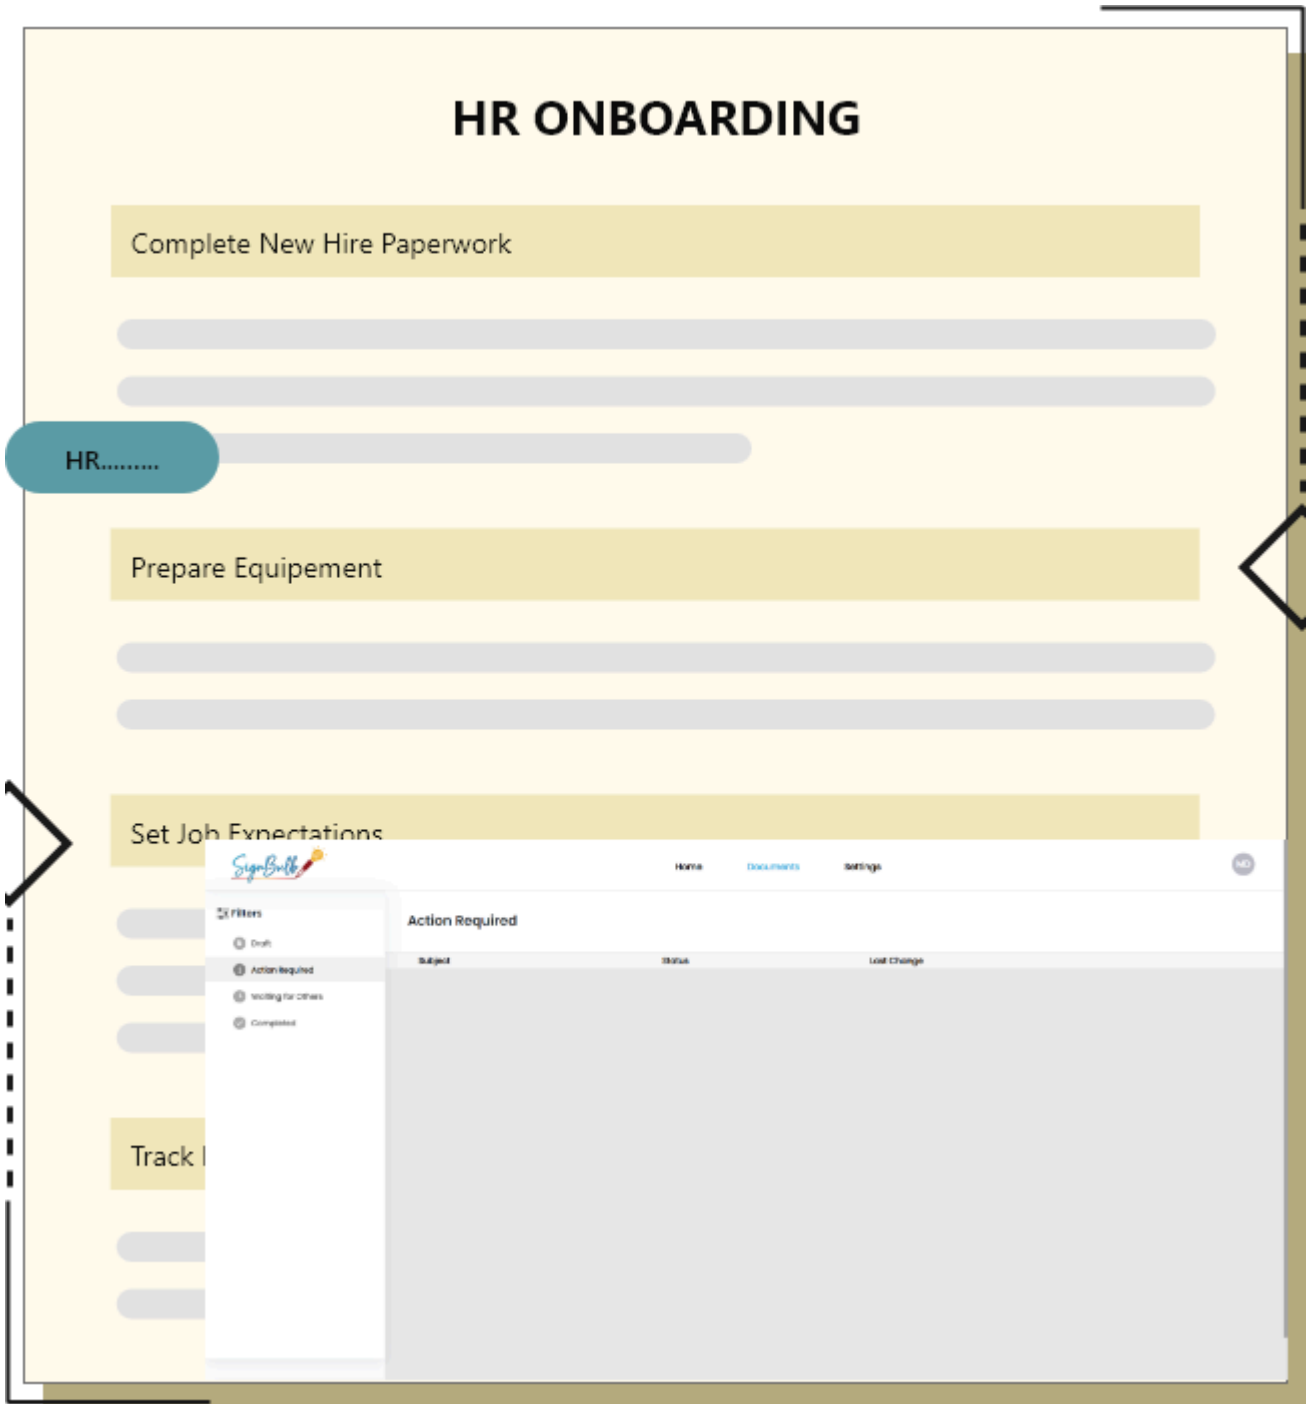 HR ONBOARDING
Complete New Hire Paperwork
HR.........
Prepare Equipement
Set Job Expectations
SignBulb
Home Documents Settings
Filters
Action Required
Draft
Subject Status Last Change
Action Required
Waiting for Others
Completed
Track